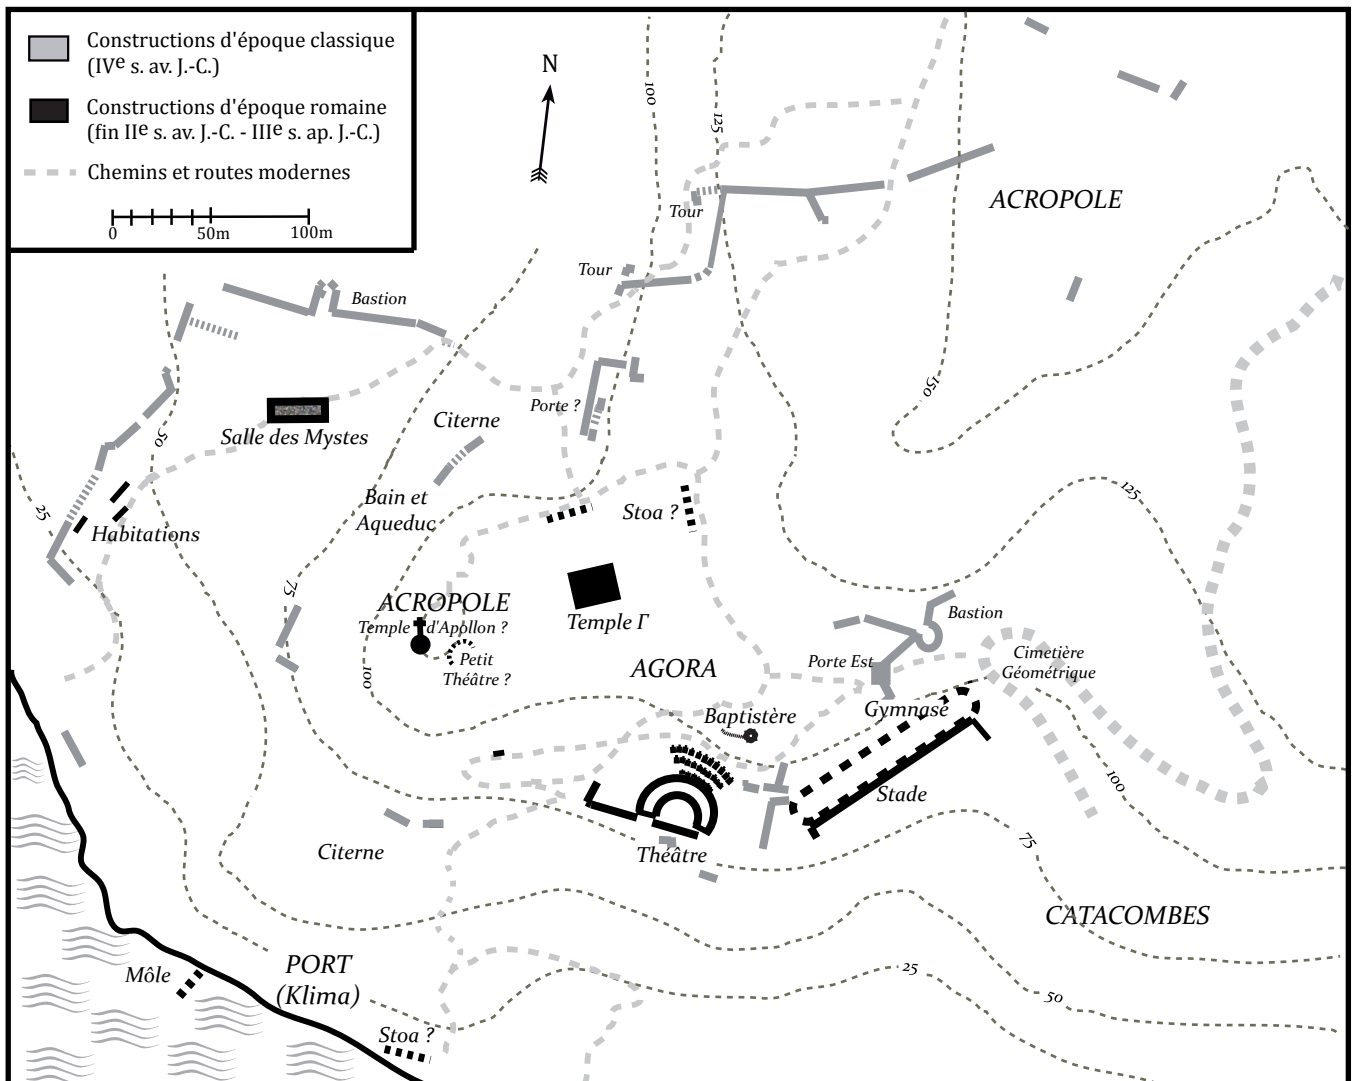 Constructions d'époque classique
(IVe s. av. J.-C.)
Constructions d'époque romaine
(fin IIe s. av. J.-C. - IIIe s. ap. J.-C.)
Chemins et routes modernes
0 50m 100m
N
100
125
ACROPOLE
Tour
Tour
Bastion
150
Porte ?
Citerne
50
Salle des Mystes
25
Bain et
Aqueduc
Stoa ?
125
Habitations
75
ACROPOLE
Temple d'Apollon ?
Petit
Théâtre ?
100
Temple Γ
Bastion
AGORA
Porte Est
Cimetière
Géométrique
Gymnase
Baptistère
100
Stade
75
Citerne
Théâtre
CATACOMBES
PORT
(Klima)
Môle
25
50
Stoa ?